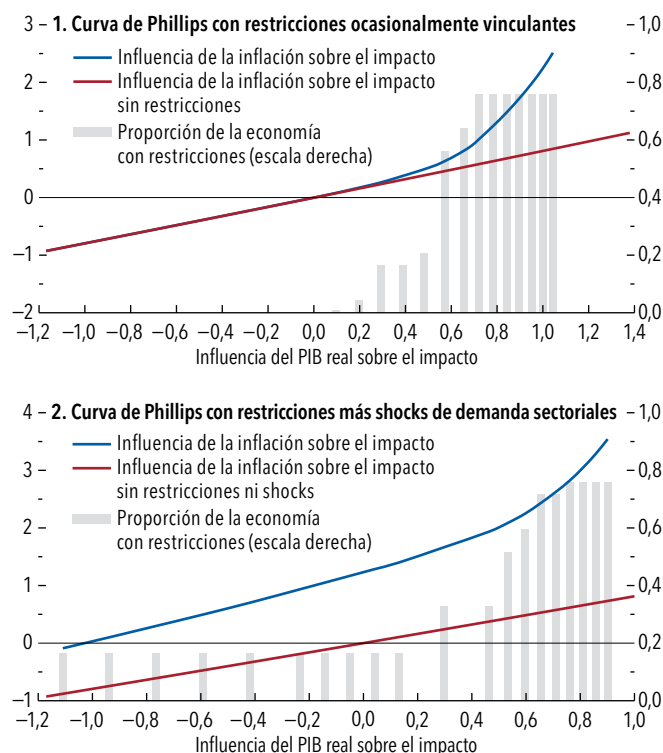 1. Curva de Phillips con restricciones ocasionalmente vinculantes
Influencia de la inflación sobre el impacto
Influencia de la inflación sobre el impacto
sin restricciones
Proporción de la economía
con restricciones (escala derecha)
3
2
1
0
−1
−2
1,0
0,8
0,6
0,4
0,2
0,0
−1,2 −1,0 −0,8 −0,6 −0,4 −0,2 0,0 0,2 0,4 0,6 0,8 1,0 1,2 1,4
Influencia del PIB real sobre el impacto
2. Curva de Phillips con restricciones más shocks de demanda sectoriales
Influencia de la inflación sobre el impacto
Influencia de la inflación sobre el impacto
sin restricciones ni shocks
Proporción de la economía
con restricciones (escala derecha)
4
3
2
1
0
−1
1,0
0,8
0,6
0,4
0,2
0,0
−1,2 −1,0 −0,8 −0,6 −0,4 −0,2 0,0 0,2 0,4 0,6 0,8 1,0
Influencia del PIB real sobre el impacto